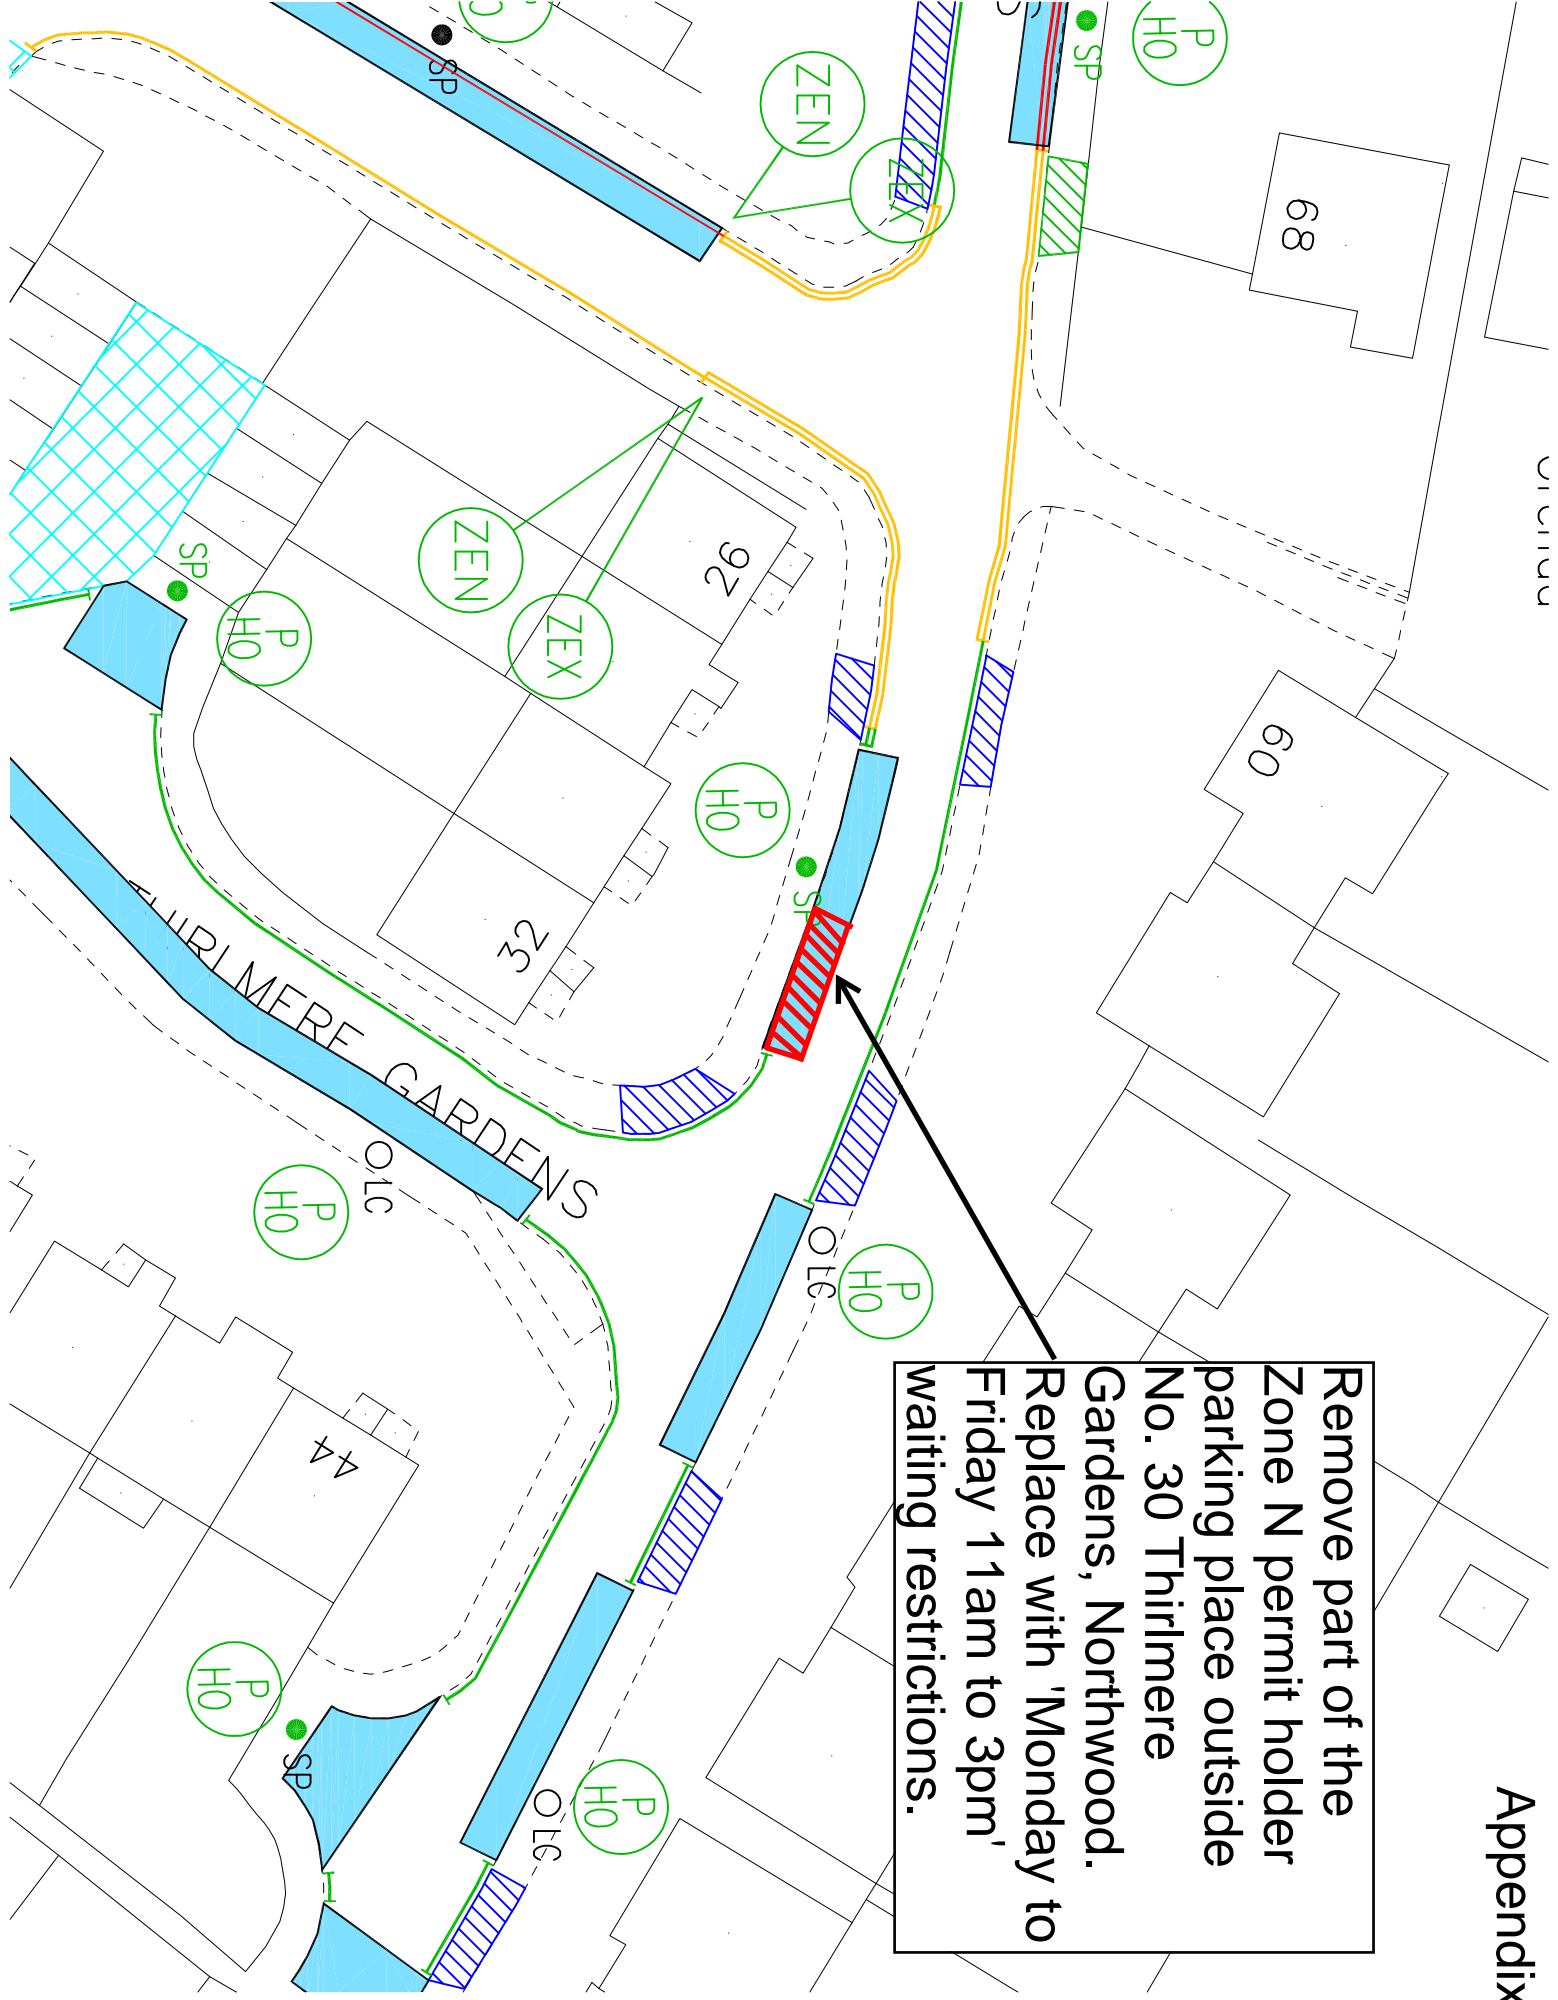 Appendix
Remove part of the
Zone N permit holder
parking place outside
No. 30 Thirlmere
Gardens, Northwood.
Replace with 'Monday to
Friday 11am to 3pm'
waiting restrictions.
THIRLMERE GARDENS
68
60
26
32
44
ZEN
ZEX
ZEN
ZEX
P
HO
P
HO
P
HO
P
HO
P
HO
P
HO
P
HO
SP
SP
SP
SP
SP
LC
LC
LC